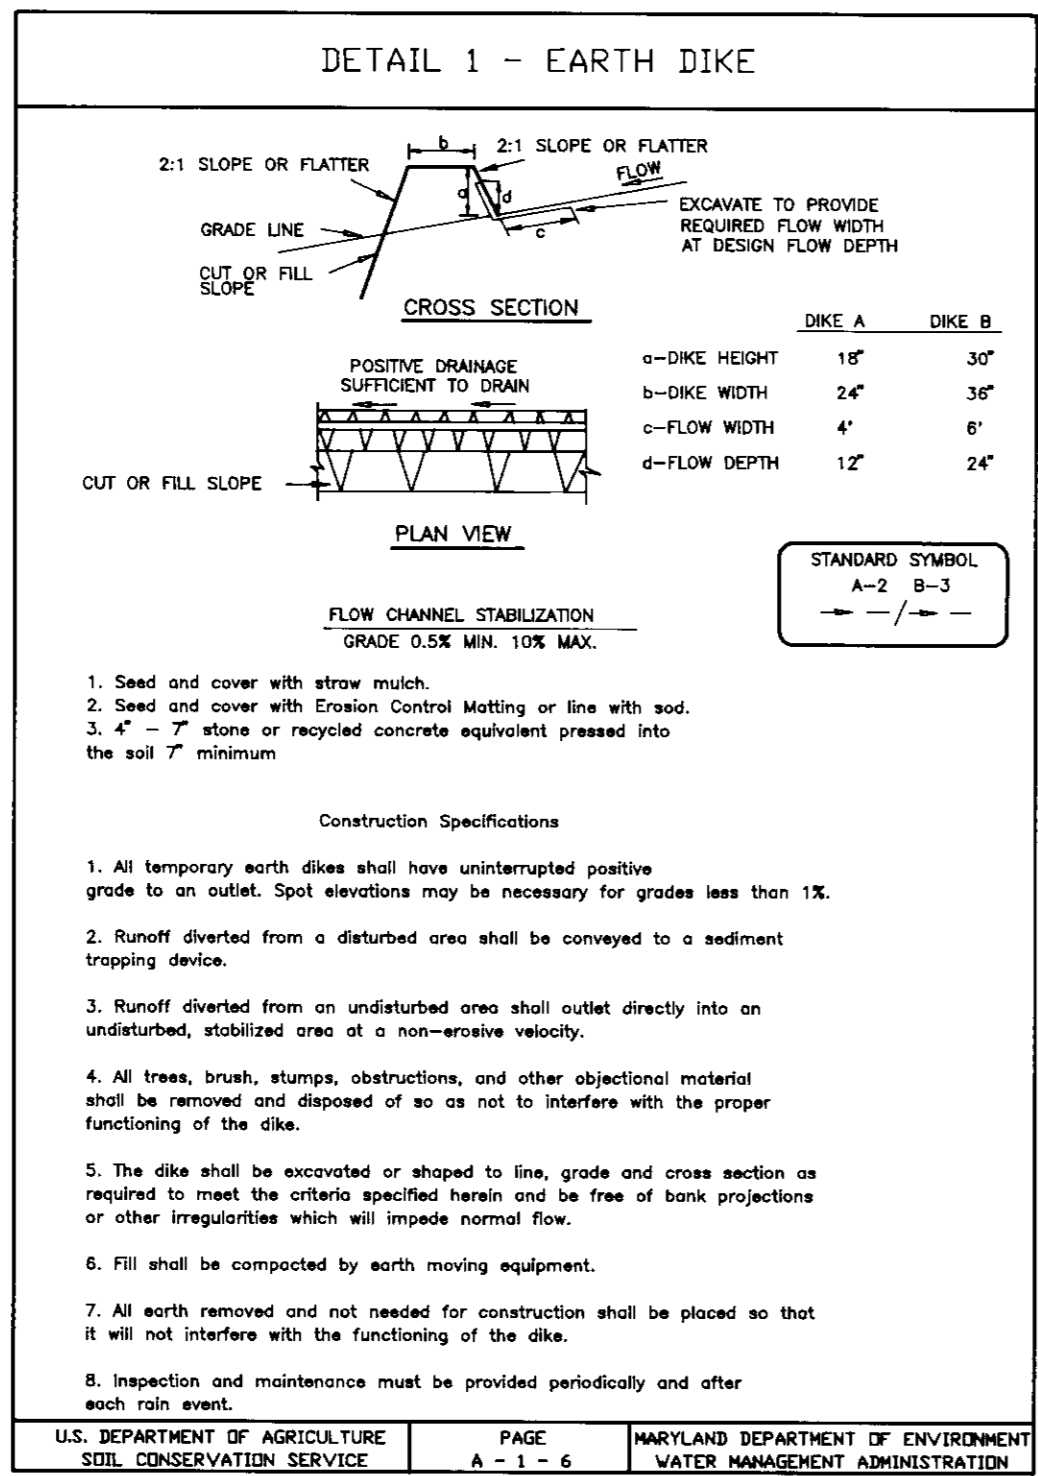 DETAIL 1 - EARTH DIKE
b
2:1 SLOPE OR FLATTER
2:1 SLOPE OR FLATTER
FLOW
a
d
EXCAVATE TO PROVIDE
REQUIRED FLOW WIDTH
AT DESIGN FLOW DEPTH
GRADE LINE
c
CUT OR FILL
SLOPE
CROSS SECTION
DIKE A DIKE B
a-DIKE HEIGHT 18" 30"
b-DIKE WIDTH 24" 36"
c-FLOW WIDTH 4' 6'
d-FLOW DEPTH 12" 24"
POSITIVE DRAINAGE
SUFFICIENT TO DRAIN
CUT OR FILL SLOPE
PLAN VIEW
STANDARD SYMBOL
A-2 B-3
FLOW CHANNEL STABILIZATION
GRADE 0.5% MIN. 10% MAX.
1. Seed and cover with straw mulch.
2. Seed and cover with Erosion Control Matting or line with sod.
3. 4" - 7" stone or recycled concrete equivalent pressed into
the soil 7" minimum
Construction Specifications
1. All temporary earth dikes shall have uninterrupted positive
grade to an outlet. Spot elevations may be necessary for grades less than 1%.
2. Runoff diverted from a disturbed area shall be conveyed to a sediment
trapping device.
3. Runoff diverted from an undisturbed area shall outlet directly into an
undisturbed, stabilized area at a non-erosive velocity.
4. All trees, brush, stumps, obstructions, and other objectional material
shall be removed and disposed of so as not to interfere with the proper
functioning of the dike.
5. The dike shall be excavated or shaped to line, grade and cross section as
required to meet the criteria specified herein and be free of bank projections
or other irregularities which will impede normal flow.
6. Fill shall be compacted by earth moving equipment.
7. All earth removed and not needed for construction shall be placed so that
it will not interfere with the functioning of the dike.
8. Inspection and maintenance must be provided periodically and after
each rain event.
U.S. DEPARTMENT OF AGRICULTURE
SOIL CONSERVATION SERVICE
PAGE
A - 1 - 6
MARYLAND DEPARTMENT OF ENVIRONMENT
WATER MANAGEMENT ADMINISTRATION